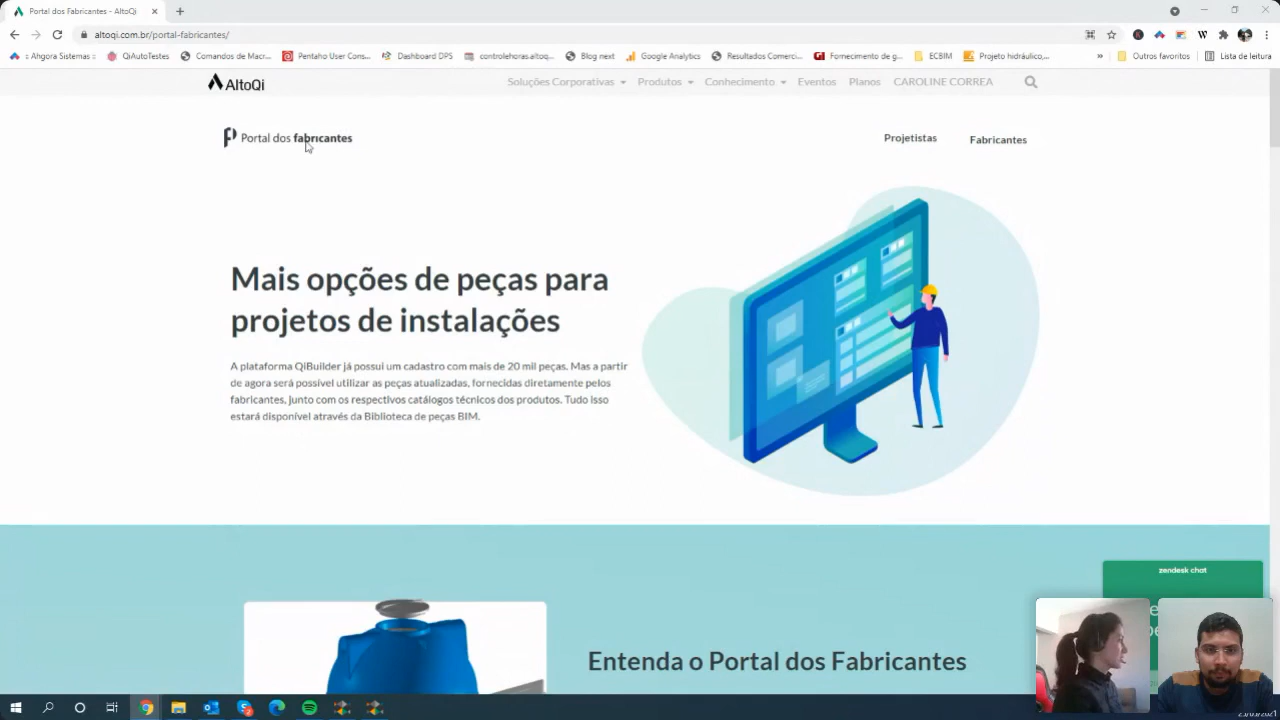 Portal dos Fabricantes - AltoQi
altoqi.com.br/portal-fabricantes/
:: Ahgora Sistemas ::
QiAutoTestes
Comandos de Macr...
Pentaho User Cons...
Dashboard DPS
controlehoras.altoq...
Blog next
Google Analytics
Resultados Comerci...
Fornecimento de g...
ECBIM
Projeto hidráulico,...
»
Outros favoritos
Lista de leitura
AltoQi
Soluções Corporativas
Produtos
Conhecimento
Eventos
Planos
CAROLINE CORREA
Portal dos fabricantes
Projetistas
Fabricantes
Mais opções de peças para
projetos de instalações
A plataforma QiBuilder já possui um cadastro com mais de 20 mil peças. Mas a partir
de agora será possível utilizar as peças atualizadas, fornecidas diretamente pelos
fabricantes, junto com os respectivos catálogos técnicos dos produtos. Tudo isso
estará disponível através da Biblioteca de peças BIM.
zendesk chat
Entenda o Portal dos Fabricantes